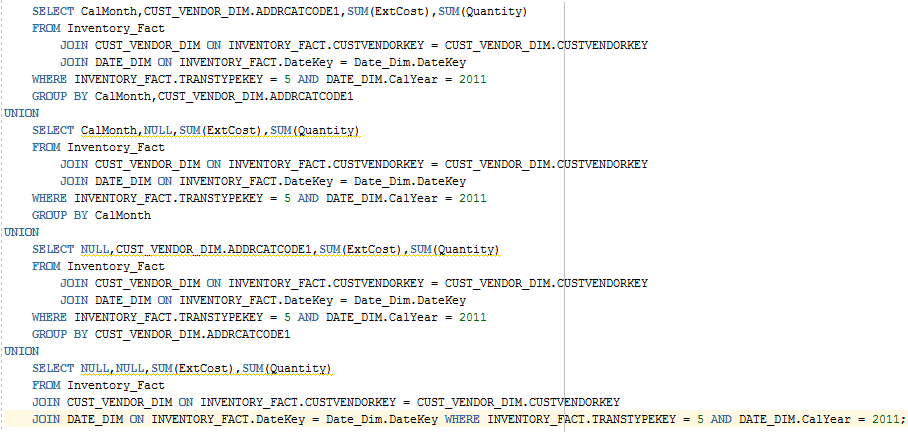 SELECT CalMonth,CUST_VENDOR_DIM.ADDRCATCODE1,SUM(ExtCost),SUM(Quantity)
FROM Inventory_Fact
JOIN CUST_VENDOR_DIM ON INVENTORY_FACT.CUSTVENDORKEY = CUST_VENDOR_DIM.CUSTVENDORKEY
JOIN DATE_DIM ON INVENTORY_FACT.DateKey = Date_Dim.DateKey
WHERE INVENTORY_FACT.TRANSTYPEKEY = 5 AND DATE_DIM.CalYear = 2011
GROUP BY CalMonth,CUST_VENDOR_DIM.ADDRCATCODE1
UNION
SELECT CalMonth,NULL,SUM(ExtCost),SUM(Quantity)
FROM Inventory_Fact
JOIN CUST_VENDOR_DIM ON INVENTORY_FACT.CUSTVENDORKEY = CUST_VENDOR_DIM.CUSTVENDORKEY
JOIN DATE_DIM ON INVENTORY_FACT.DateKey = Date_Dim.DateKey
WHERE INVENTORY_FACT.TRANSTYPEKEY = 5 AND DATE_DIM.CalYear = 2011
GROUP BY CalMonth
UNION
SELECT NULL,CUST_VENDOR_DIM.ADDRCATCODE1,SUM(ExtCost),SUM(Quantity)
FROM Inventory_Fact
JOIN CUST_VENDOR_DIM ON INVENTORY_FACT.CUSTVENDORKEY = CUST_VENDOR_DIM.CUSTVENDORKEY
JOIN DATE_DIM ON INVENTORY_FACT.DateKey = Date_Dim.DateKey
WHERE INVENTORY_FACT.TRANSTYPEKEY = 5 AND DATE_DIM.CalYear = 2011
GROUP BY CUST_VENDOR_DIM.ADDRCATCODE1
UNION
SELECT NULL,NULL,SUM(ExtCost),SUM(Quantity)
FROM Inventory_Fact
JOIN CUST_VENDOR_DIM ON INVENTORY_FACT.CUSTVENDORKEY = CUST_VENDOR_DIM.CUSTVENDORKEY
JOIN DATE_DIM ON INVENTORY_FACT.DateKey = Date_Dim.DateKey WHERE INVENTORY_FACT.TRANSTYPEKEY = 5 AND DATE_DIM.CalYear = 2011;